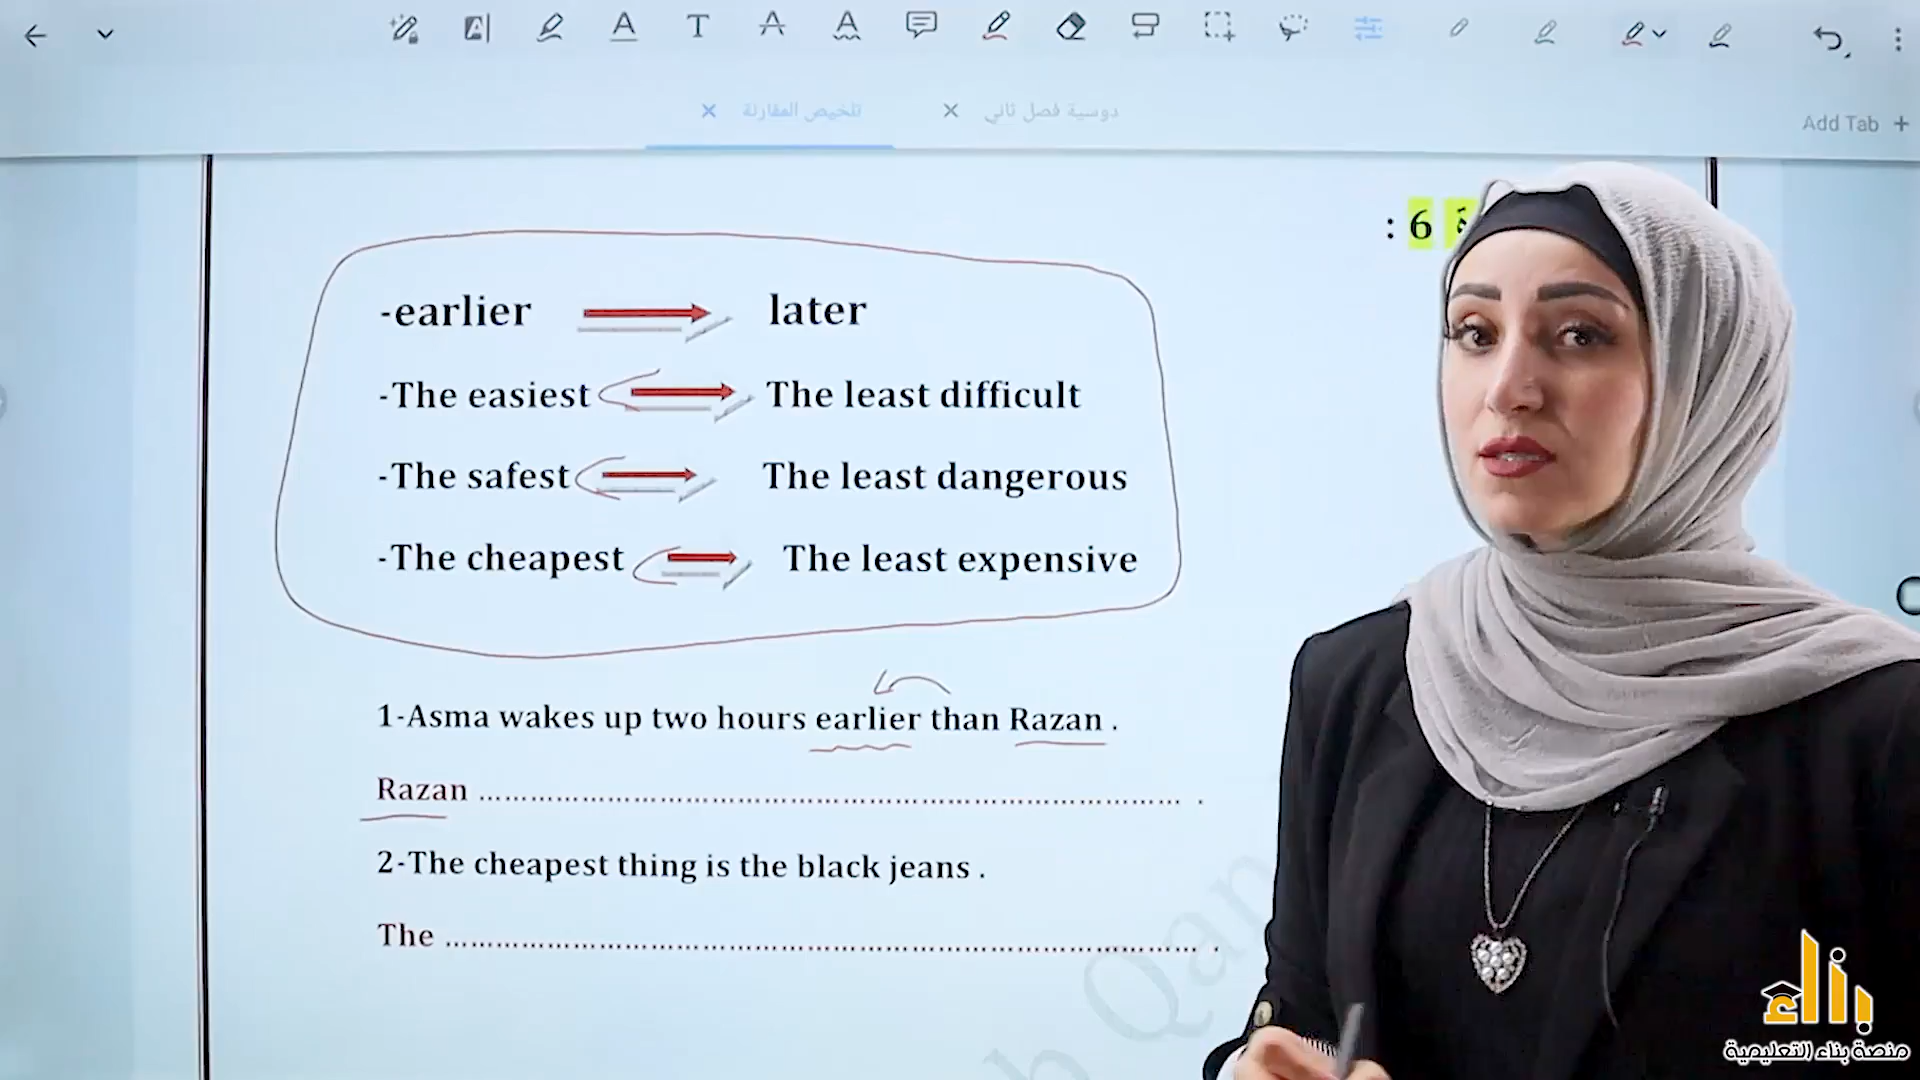 تلخيص المقارنة
دوسية فصل ثاني
Add Tab +
6 :
-earlier later
-The easiest The least difficult
-The safest The least dangerous
-The cheapest The least expensive
1-Asma wakes up two hours earlier than Razan .
Razan .................................................................................... .
2-The cheapest thing is the black jeans .
The .......................................................................................... .
بناء
منصة بناء التعليمية